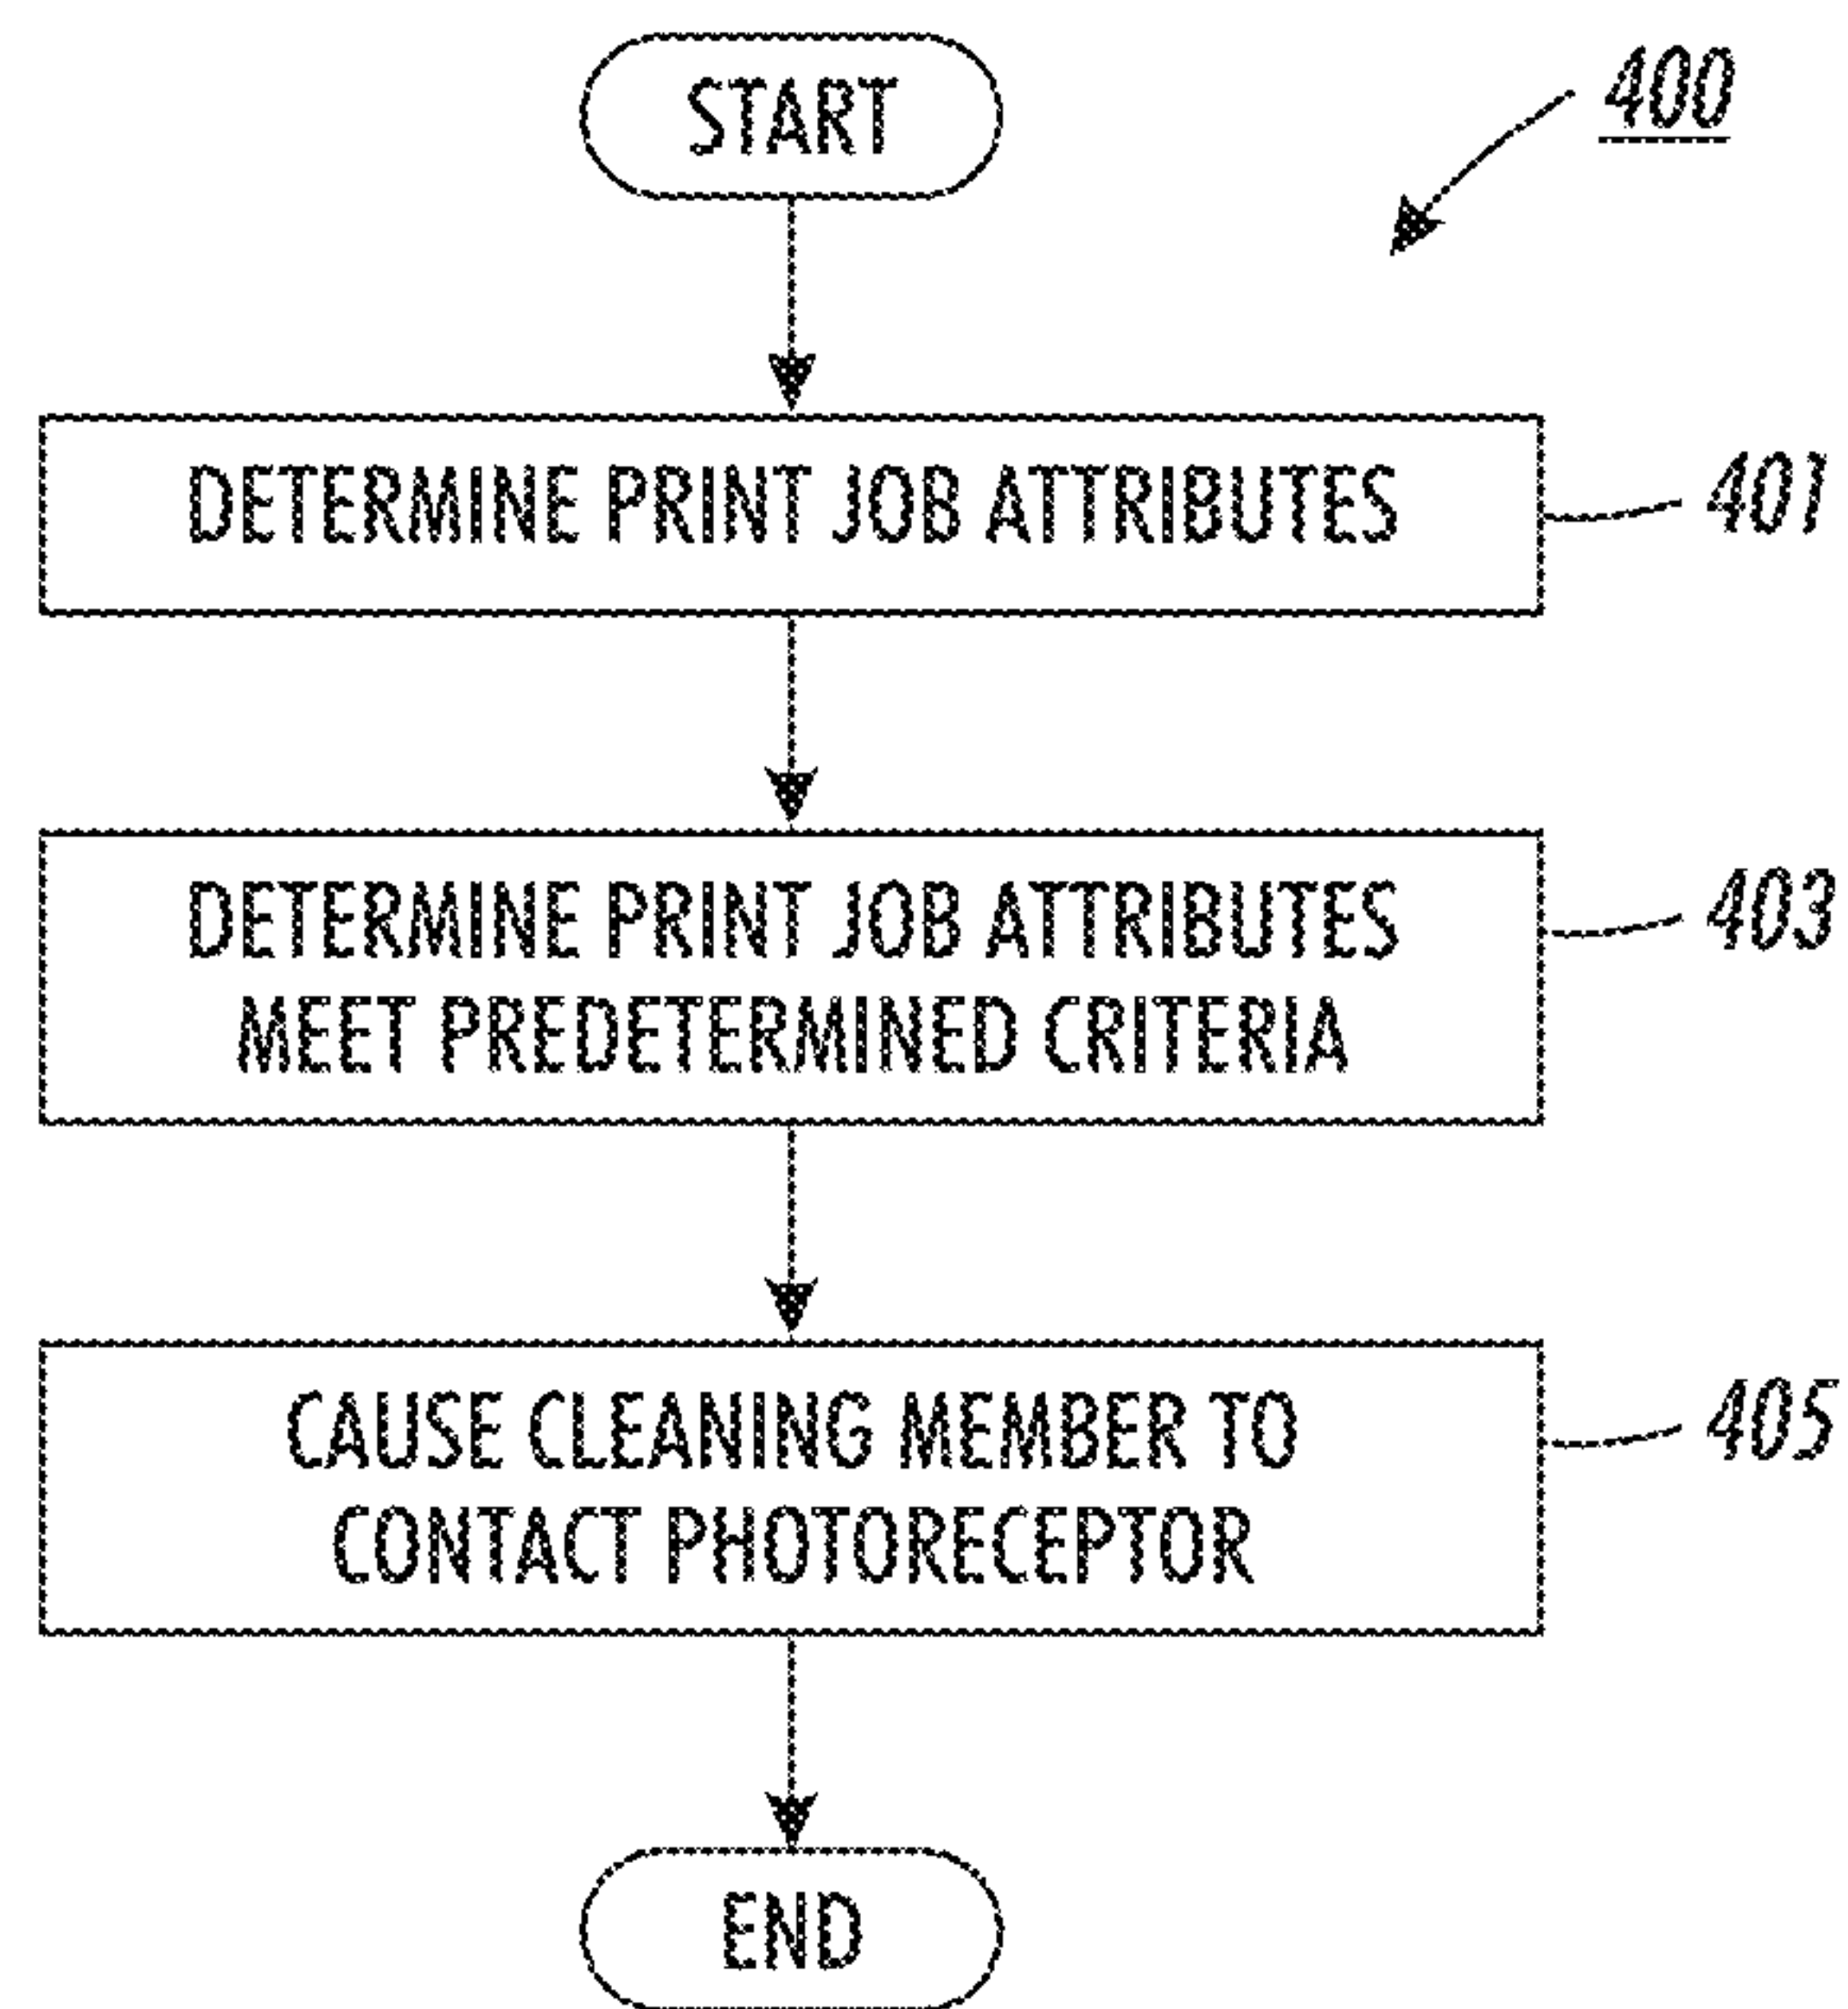 START
400
DETERMINE PRINT JOB ATTRIBUTES
401
DETERMINE PRINT JOB ATTRIBUTES
MEET PREDETERMINED CRITERIA
403
CAUSE CLEANING MEMBER TO
CONTACT PHOTORECEPTOR
405
END